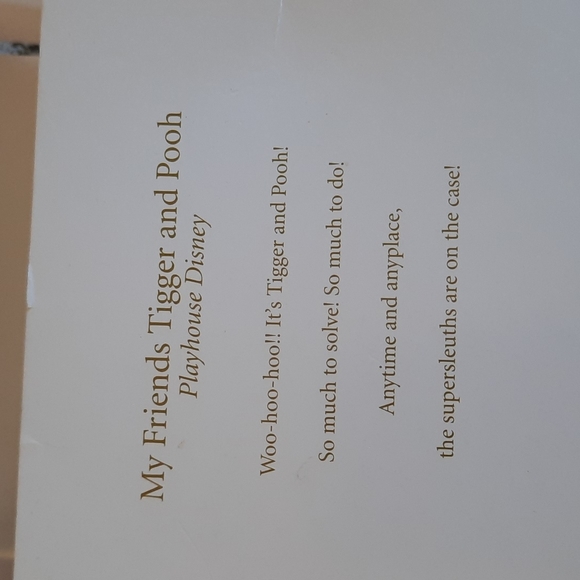 My Friends Tigger and Pooh
Playhouse Disney
Woo-hoo-hoo!! It's Tigger and Pooh!
So much to solve! So much to do!
Anytime and anyplace,
the supersleuths are on the case!